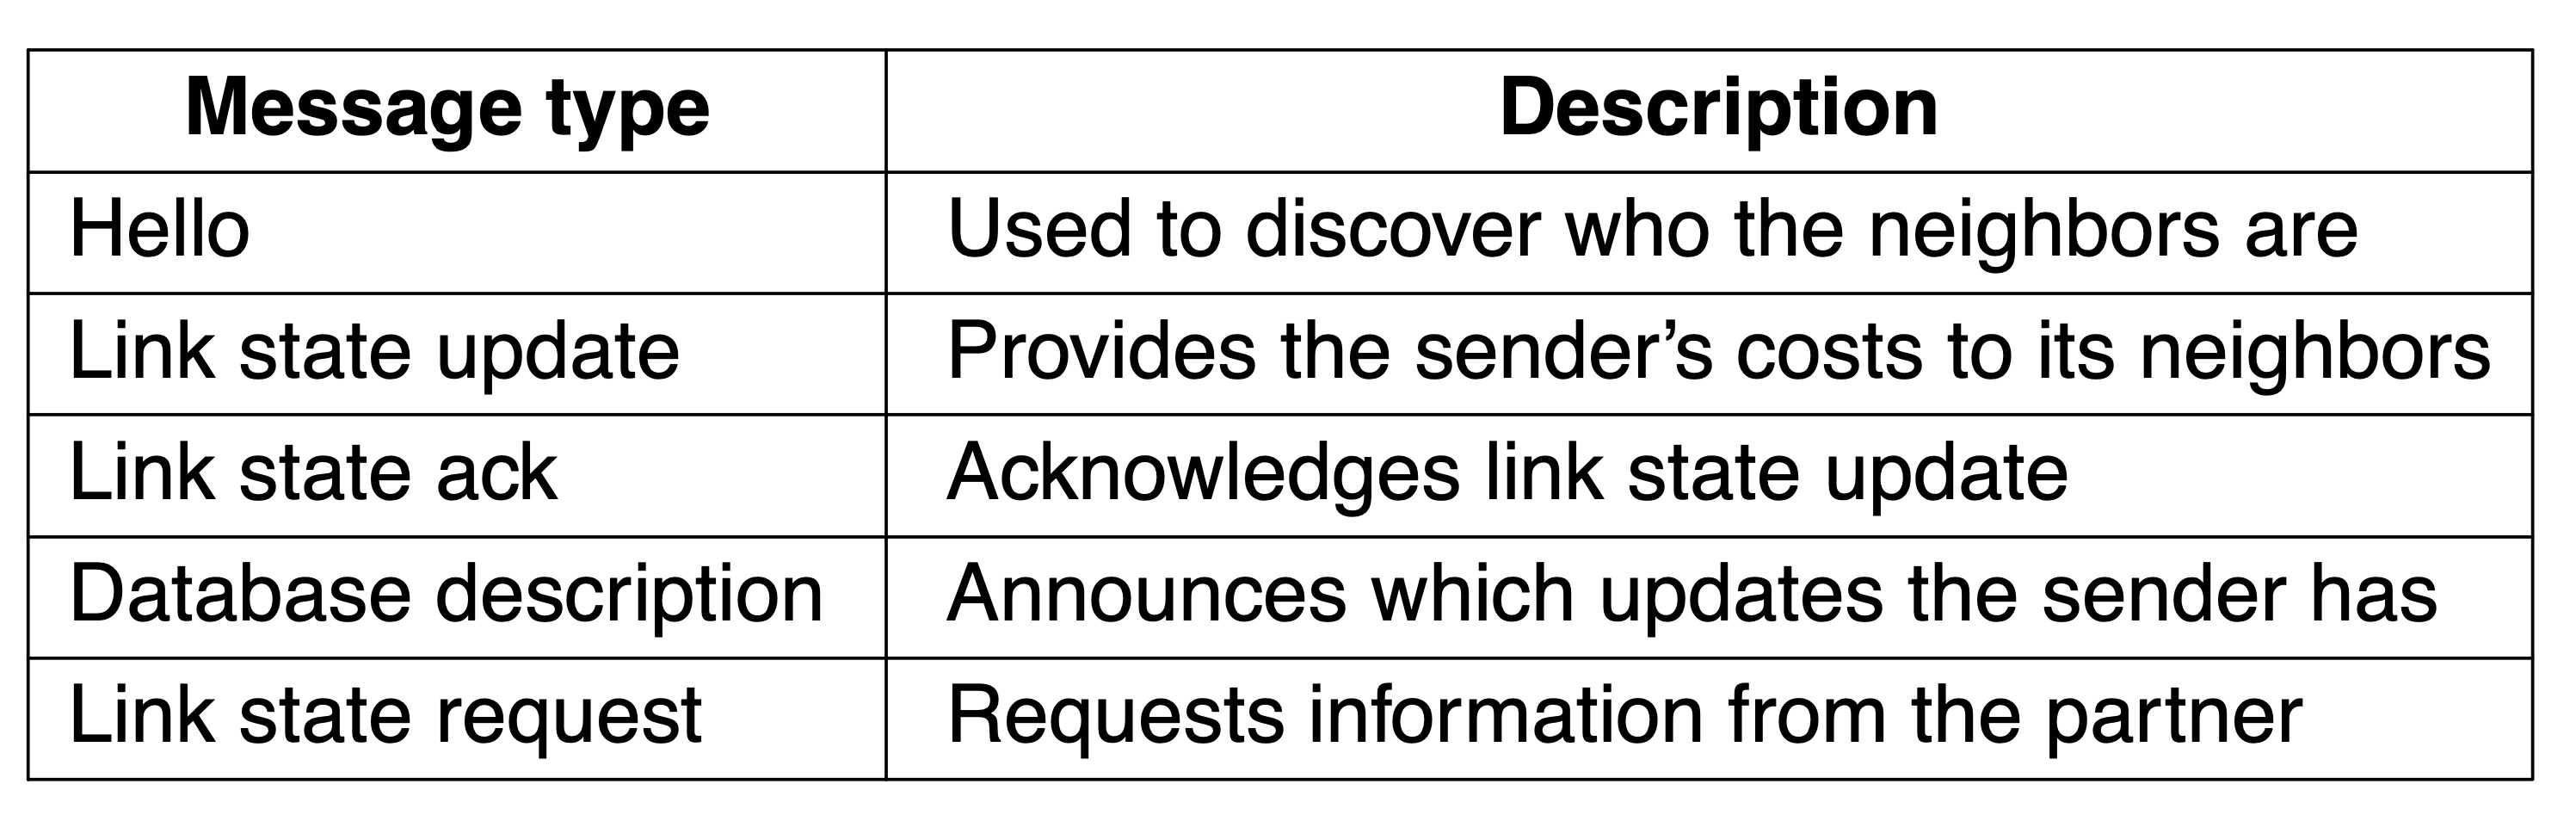 Message type Description
Hello Used to discover who the neighbors are
Link state update Provides the sender’s costs to its neighbors
Link state ack Acknowledges link state update
Database description Announces which updates the sender has
Link state request Requests information from the partner